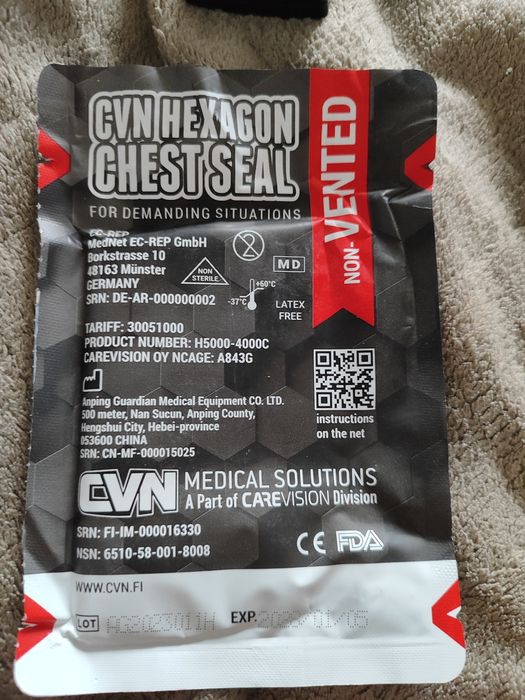 CVN HEXAGON
CHEST SEAL
FOR DEMANDING SITUATIONS
NON-VENTED
EC-REP
MedNet EC-REP GmbH
Borkstrasse 10
48163 Münster
GERMANY
SRN: DE-AR-000000002
2
NON
STERILE
MD
+60°C
-37°C
LATEX
FREE
TARIFF: 30051000
PRODUCT NUMBER: H5000-4000C
CAREVISION OY NCAGE: A843G
Anping Guardian Medical Equipment CO. LTD.
500 meter, Nan Sucun, Anping County,
Hengshui City, Hebei-province
053600 CHINA
SRN: CN-MF-000015025
instructions
on the net
CVN MEDICAL SOLUTIONS
A Part of CAREVISION Division
SRN: FI-IM-000016330
NSN: 6510-58-001-8008
CE FDA
WWW.CVN.FI
LOT
EXP.